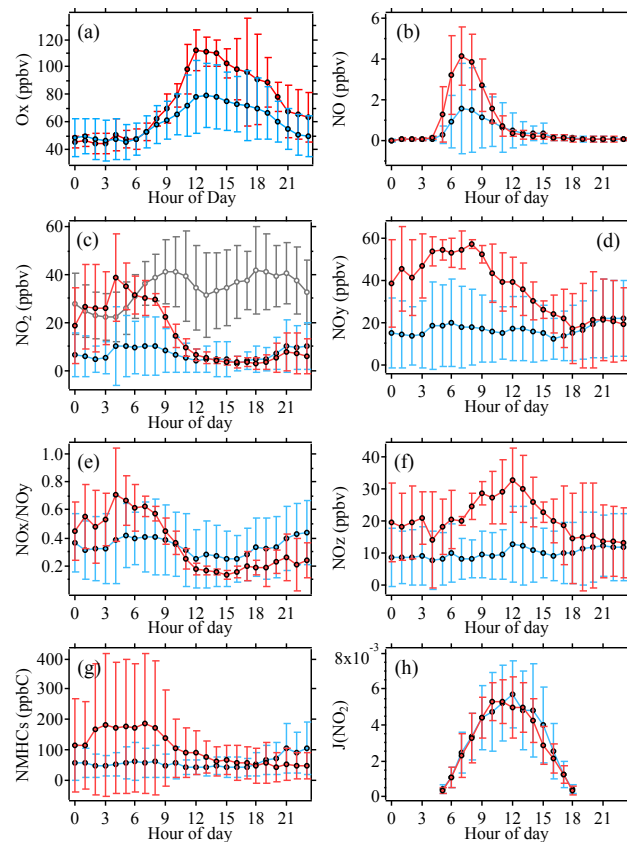 (a)
Ox (ppbv)
120
100
80
60
40
0 3 6 9 12 15 18 21
Hour of Day
(b)
NO (ppbv)
6
4
2
0
0 3 6 9 12 15 18 21
Hour of day
(c)
NO₂ (ppbv)
60
40
20
0
0 3 6 9 12 15 18 21
Hour of day
(d)
NOy (ppbv)
60
40
20
0
0 3 6 9 12 15 18 21
Hour of day
(e)
NOx/NOy
1.0
0.8
0.6
0.4
0.2
0 3 6 9 12 15 18 21
Hour of day
(f)
NOz (ppbv)
40
30
20
10
0
0 3 6 9 12 15 18 21
Hour of day
(g)
NMHCs (ppbC)
400
300
200
100
0
0 3 6 9 12 15 18 21
Hour of day
(h)
J(NO₂)
8x10⁻³
6
4
2
0
0 3 6 9 12 15 18 21
Hour of day